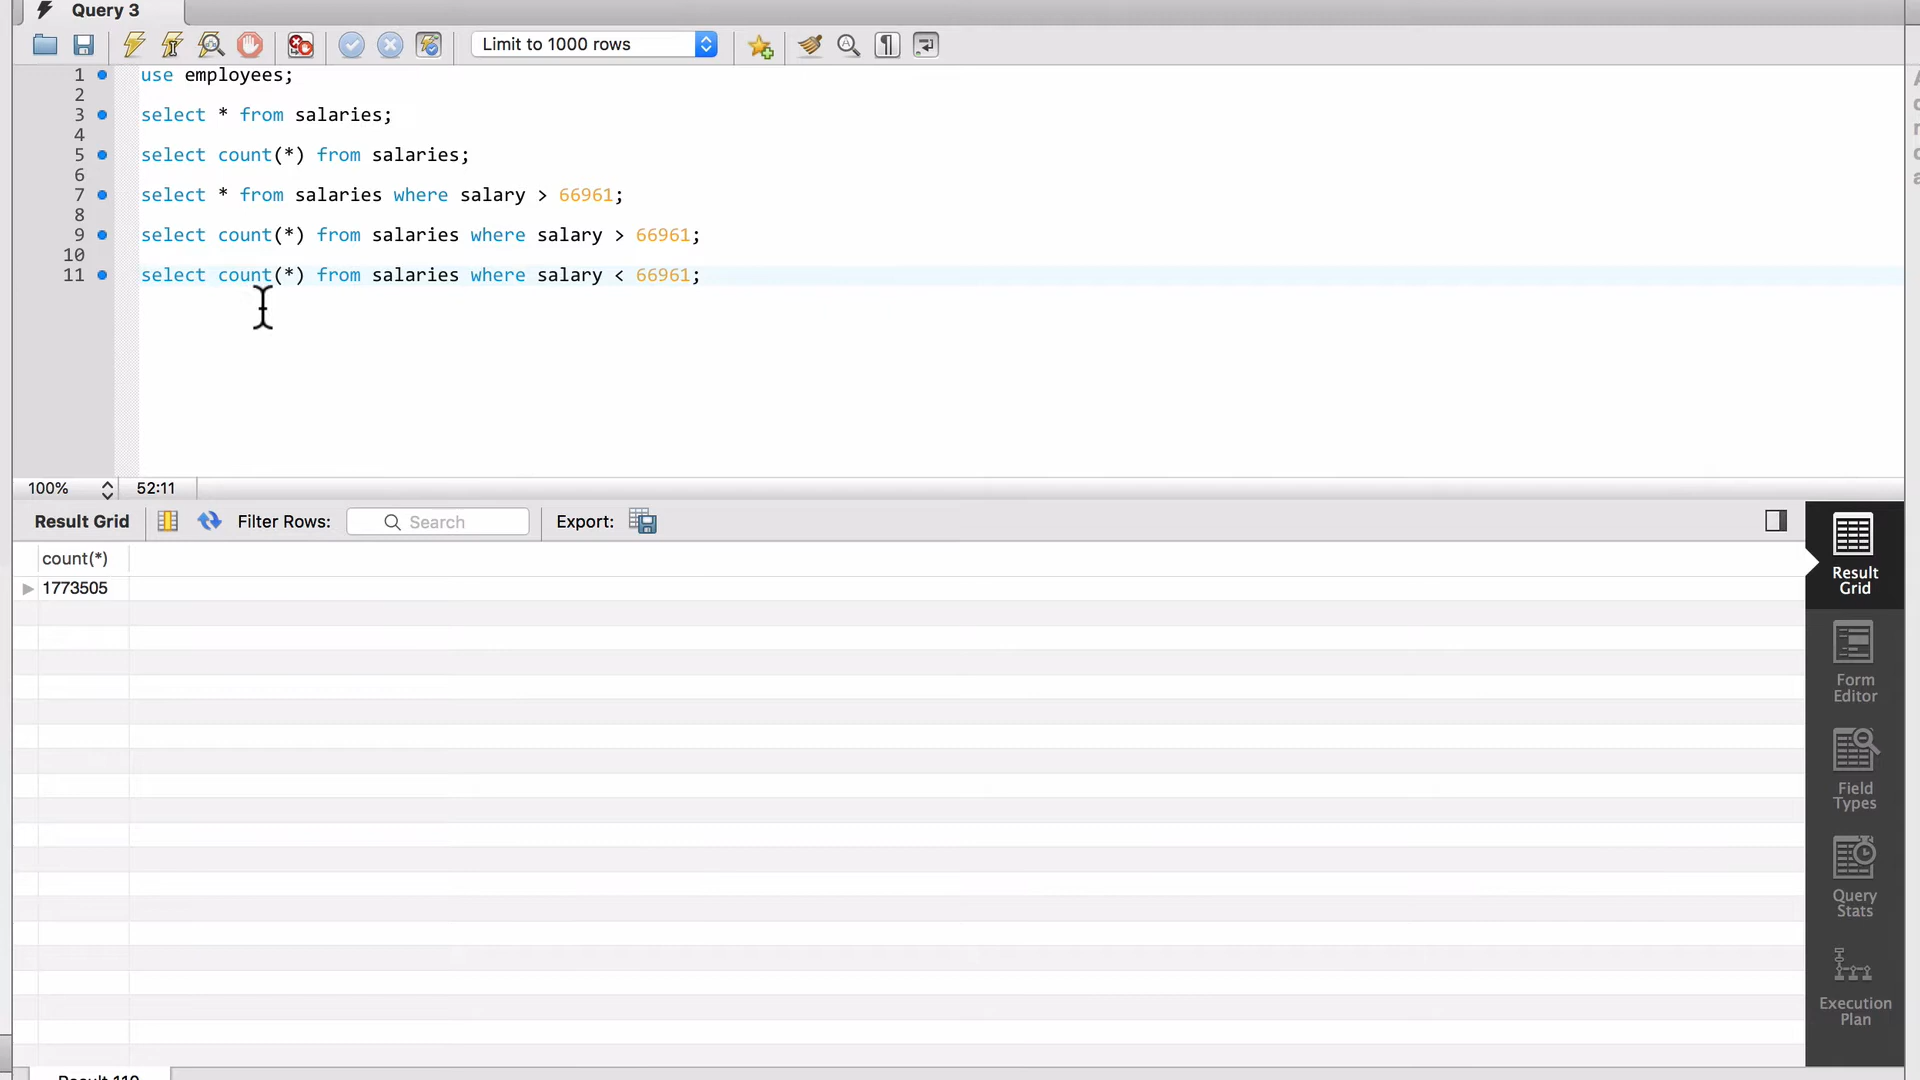 Query 3
Limit to 1000 rows
1 use employees;
2
3 select * from salaries;
4
5 select count(*) from salaries;
6
7 select * from salaries where salary > 66961;
8
9 select count(*) from salaries where salary > 66961;
10
11 select count(*) from salaries where salary < 66961;
100% 52:11
Result Grid Filter Rows: Search Export:
count(*)
1773505
Result
Grid
Form
Editor
Field
Types
Query
Stats
Execution
Plan